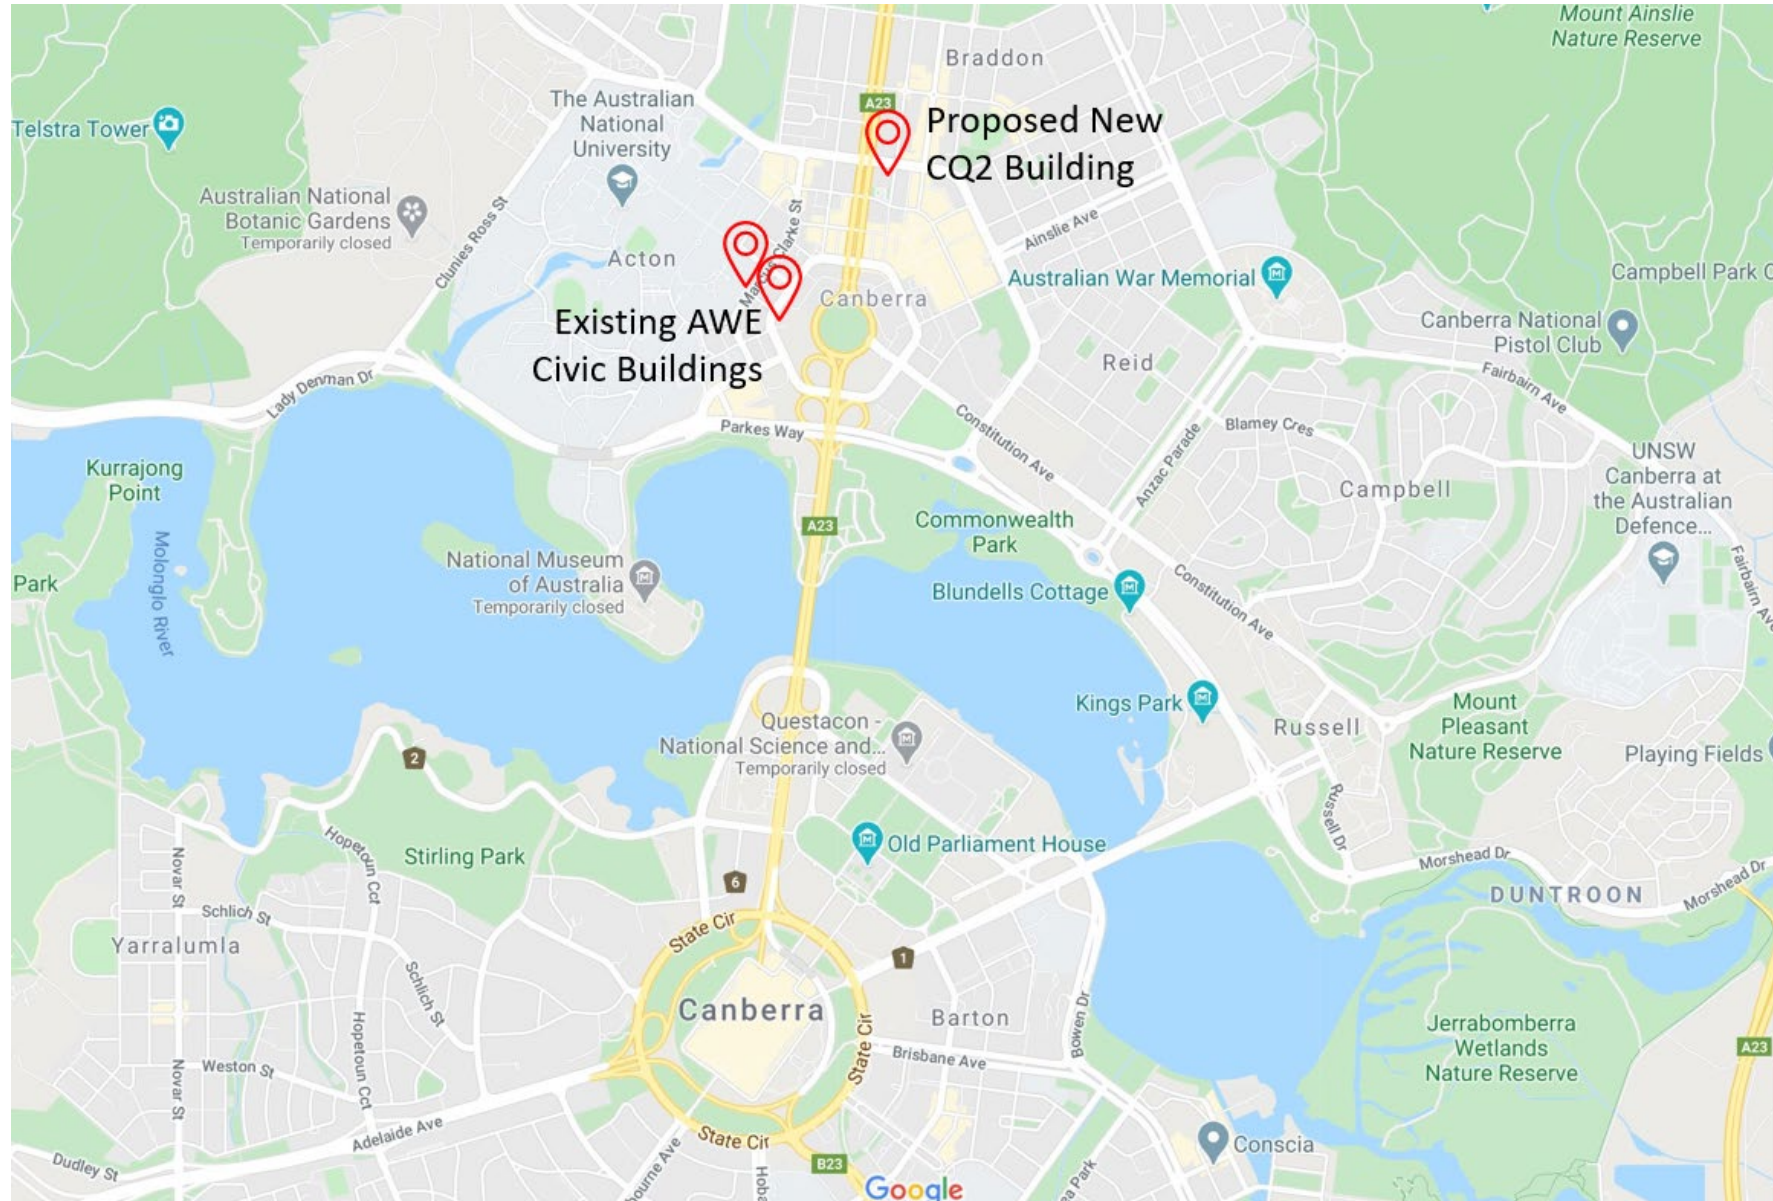 Mount Ainslie
Nature Reserve
Braddon
The Australian
National
University
A23
Telstra Tower
Proposed New
CQ2 Building
Australian National
Botanic Gardens
Temporarily closed
Clunies Ross St
Acton
Marcus Clarke St
Ainslie Ave
Australian War Memorial
Campbell Park C
Canberra
Existing AWE
Civic Buildings
Canberra National
Pistol Club
Reid
Fairbairn Ave
Lady Denman Dr
Parkes Way
Constitution Ave
Anzac Parade
Blamey Cres
Kurrajong
Point
Molonglo River
Campbell
UNSW
Canberra at
the Australian
Defence...
Fairbairn Ave
A23
Commonwealth
Park
National Museum
of Australia
Temporarily closed
Park
Blundells Cottage
Constitution Ave
Kings Park
Russell
Mount
Pleasant
Nature Reserve
Playing Fields
Questacon -
National Science and...
Temporarily closed
2
Russell Dr
Hopetoun Cct
Stirling Park
Old Parliament House
Morshead Dr
Morshead Dr
DUNTROON
Novar St
6
Schlich St
State Cir
Yarralumla
1
Schlich St
Canberra
State Cir
Barton
Bowen Dr
Brisbane Ave
Jerrabomberra
Wetlands
Nature Reserve
A23
Weston St
Novar St
Hopetoun Cct
Adelaide Ave
State Cir
Dudley St
B23
Conscia
Google